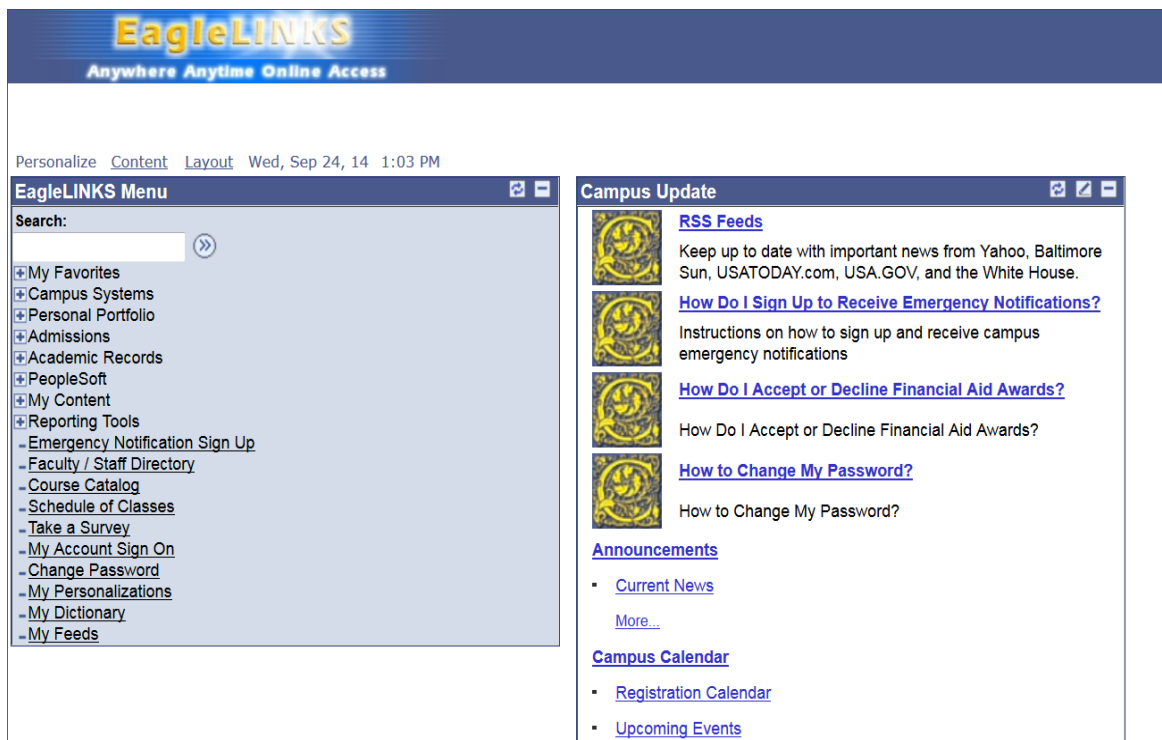 EagleLINKS
Anywhere Anytime Online Access
Personalize Content Layout Wed, Sep 24, 14 1:03 PM
EagleLINKS Menu
Search:
My Favorites
Campus Systems
Personal Portfolio
Admissions
Academic Records
PeopleSoft
My Content
Reporting Tools
Emergency Notification Sign Up
Faculty / Staff Directory
Course Catalog
Schedule of Classes
Take a Survey
My Account Sign On
Change Password
My Personalizations
My Dictionary
My Feeds
Campus Update
RSS Feeds
Keep up to date with important news from Yahoo, Baltimore
Sun, USATODAY.com, USA.GOV, and the White House.
How Do I Sign Up to Receive Emergency Notifications?
Instructions on how to sign up and receive campus
emergency notifications
How Do I Accept or Decline Financial Aid Awards?
How Do I Accept or Decline Financial Aid Awards?
How to Change My Password?
How to Change My Password?
Announcements
Current News
More...
Campus Calendar
Registration Calendar
Upcoming Events